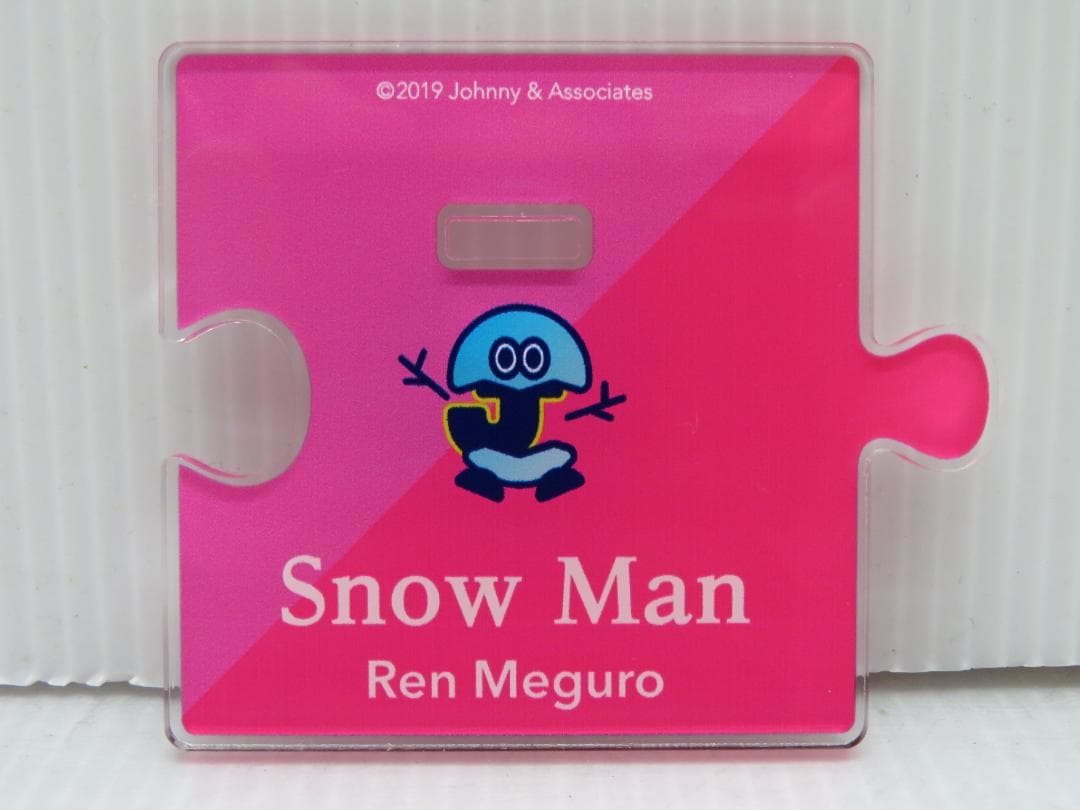 ©2019 Johnny & Associates
J
Snow Man
Ren Meguro